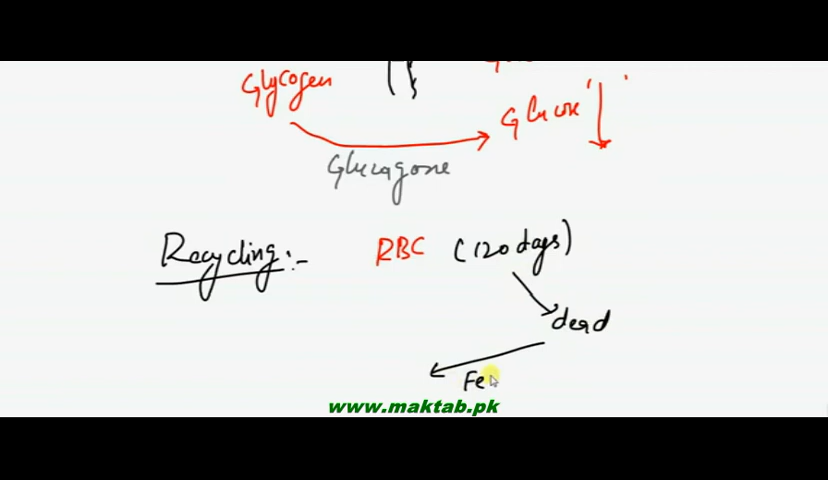 Glycogen
Glucose
Glucagone
Recycling:- RBC (120 days)
dead
Fe
www.maktab.pk